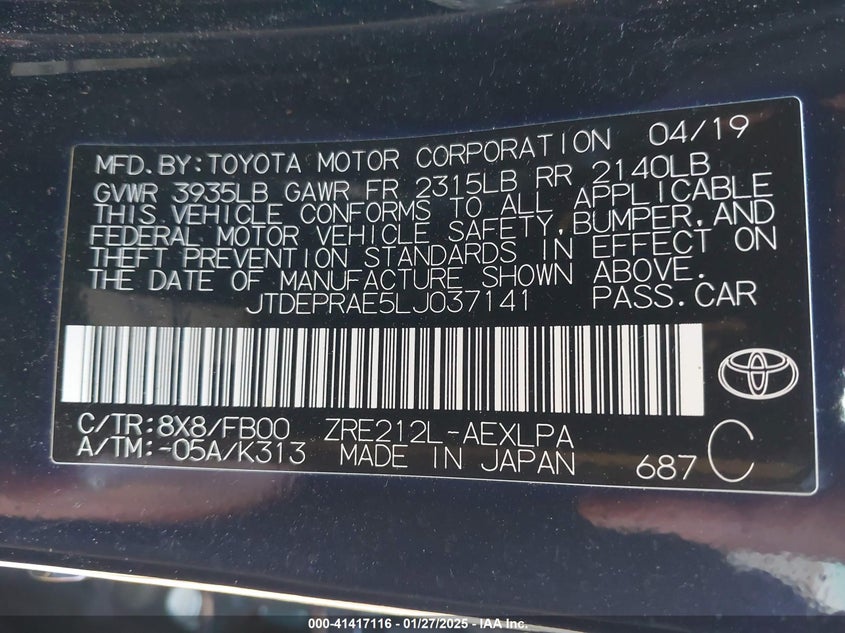 MFD. BY: TOYOTA MOTOR CORPORATION 04/19
GVWR 3935LB GAWR FR 2315LB RR 2140LB
THIS VEHICLE CONFORMS TO ALL APPLICABLE
FEDERAL MOTOR VEHICLE SAFETY, BUMPER, AND
THEFT PREVENTION STANDARDS IN EFFECT ON
THE DATE OF MANUFACTURE SHOWN ABOVE.
JTDEPRAE5LJ037141 PASS. CAR
C/TR: 8X8/FB00 ZRE212L-AEXLPA
A/TM: -05A/K313 MADE IN JAPAN 687 C
000-41417116 - 01/27/2025 - IAA Inc.